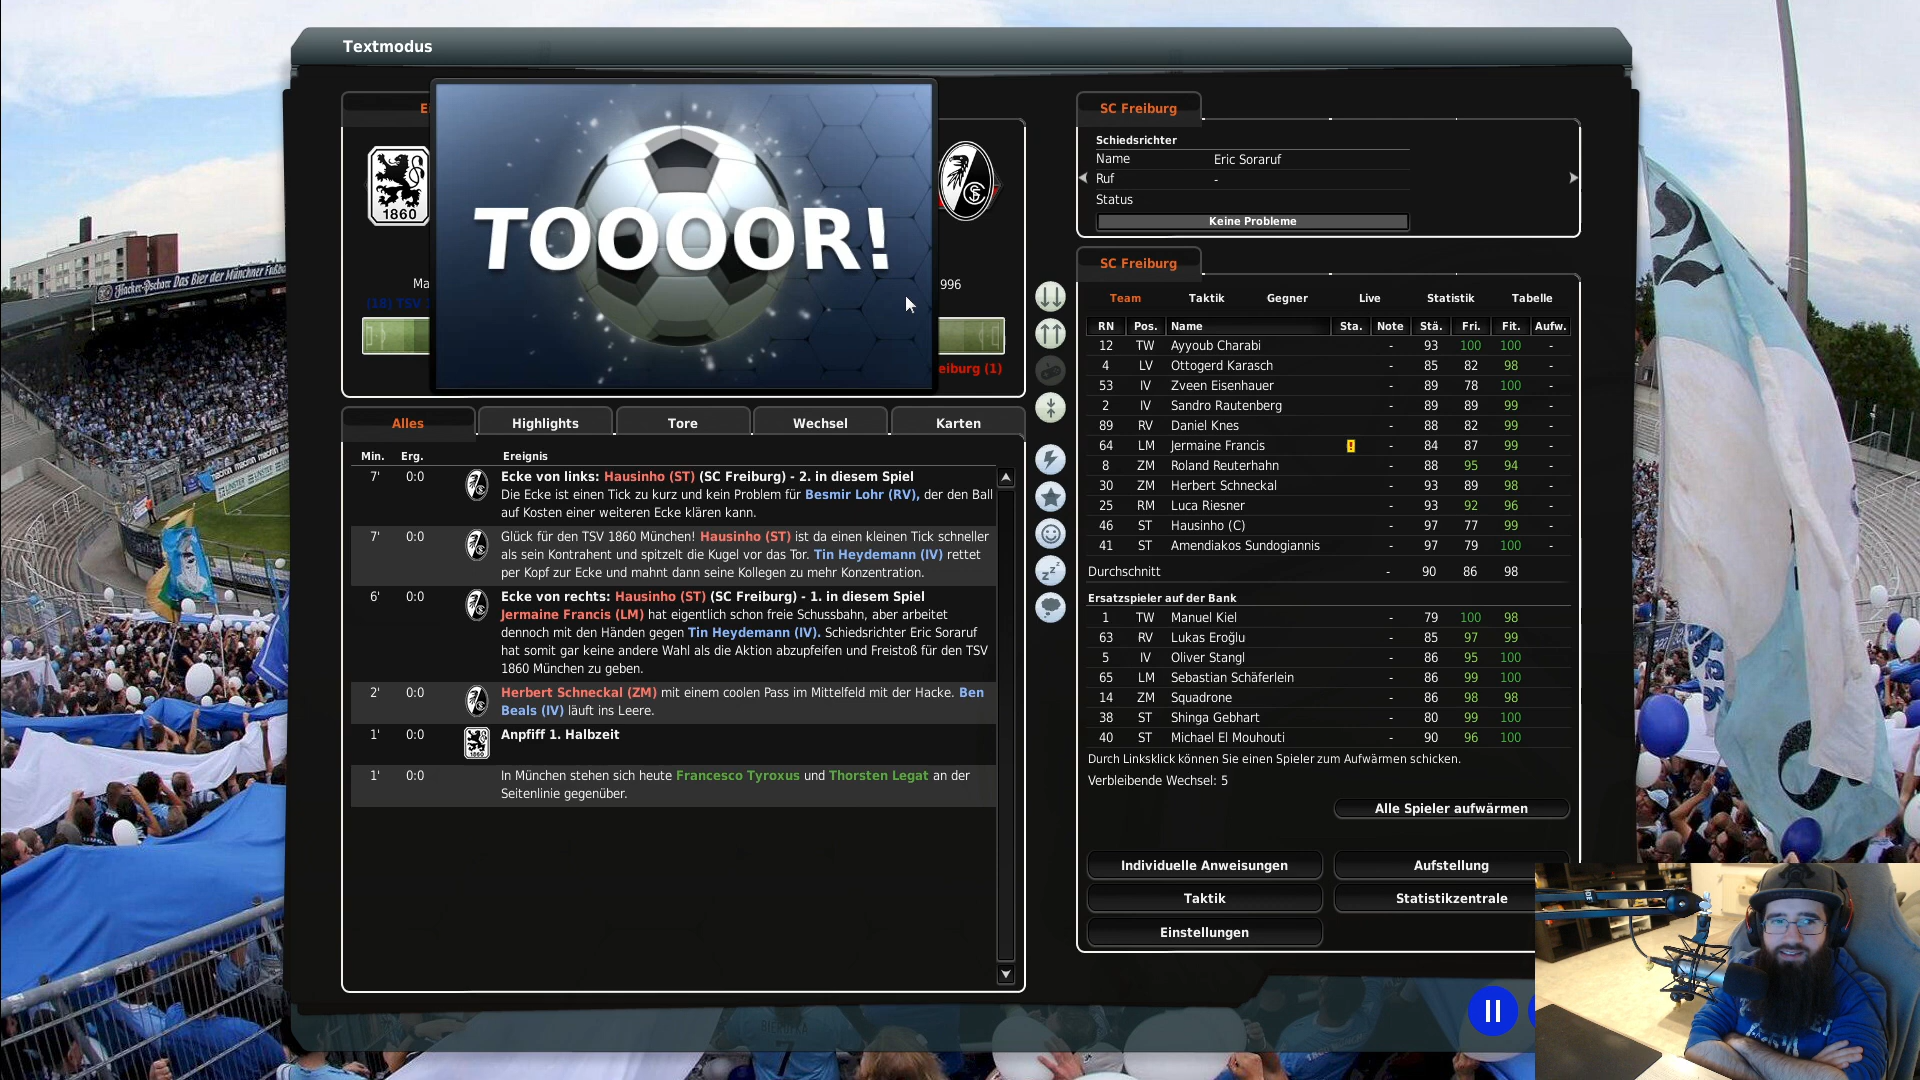 Textmodus
TOOOOR!
1860
Ma
996
(18) TSV
eiburg (1)
Alles
Highlights
Tore
Wechsel
Karten
Min. Erg. Ereignis
7' 0:0 Ecke von links: Hausinho (ST) (SC Freiburg) - 2. in diesem Spiel
Die Ecke ist einen Tick zu kurz und kein Problem für Besmir Lohr (RV), der den Ball
auf Kosten einer weiteren Ecke klären kann.
7' 0:0 Glück für den TSV 1860 München! Hausinho (ST) ist da einen kleinen Tick schneller
als sein Kontrahent und spitzelt die Kugel vor das Tor. Tin Heydemann (IV) rettet
per Kopf zur Ecke und mahnt dann seine Kollegen zu mehr Konzentration.
6' 0:0 Ecke von rechts: Hausinho (ST) (SC Freiburg) - 1. in diesem Spiel
Jermaine Francis (LM) hat eigentlich schon freie Schussbahn, aber arbeitet
dennoch mit den Händen gegen Tin Heydemann (IV). Schiedsrichter Eric Soraruf
hat somit gar keine andere Wahl als die Aktion abzupfeifen und Freistoß für den TSV
1860 München zu geben.
2' 0:0 Herbert Schneckal (ZM) mit einem coolen Pass im Mittelfeld mit der Hacke. Ben
Beals (IV) läuft ins Leere.
1' 0:0 Anpfiff 1. Halbzeit
1860
1' 0:0 In München stehen sich heute Francesco Tyroxus und Thorsten Legat an der
Seitenlinie gegenüber.
SC Freiburg
Schiedsrichter
Name Eric Soraruf
Ruf -
Status
Keine Probleme
SC Freiburg
Team Taktik Gegner Live Statistik Tabelle
RN Pos. Name Sta. Note Stä. Fri. Fit. Aufw.
12 TW Ayyoub Charabi - 93 100 100 -
4 LV Ottogerd Karasch - 85 82 98 -
53 IV Zveen Eisenhauer - 89 78 100 -
2 IV Sandro Rautenberg - 89 89 99 -
89 RV Daniel Knes - 88 82 99 -
64 LM Jermaine Francis ! - 84 87 99 -
8 ZM Roland Reuterhahn - 88 95 94 -
30 ZM Herbert Schneckal - 93 89 98 -
25 RM Luca Riesner - 93 92 96 -
46 ST Hausinho (C) - 97 77 99 -
41 ST Amendiakos Sundogiannis - 97 79 100 -
Durchschnitt - 90 86 98
Ersatzspieler auf der Bank
1 TW Manuel Kiel - 79 100 98
63 RV Lukas Eroğlu - 85 97 99
5 IV Oliver Stangl - 86 95 100
65 LM Sebastian Schäferlein - 86 99 100
14 ZM Squadrone - 86 98 98
38 ST Shinga Gebhart - 80 99 100
40 ST Michael El Mouhouti - 90 96 100
Durch Linksklick können Sie einen Spieler zum Aufwärmen schicken.
Verbleibende Wechsel: 5
Alle Spieler aufwärmen
Individuelle Anweisungen
Aufstellung
Taktik
Statistikzentrale
Einstellungen
Hacker-Pschorr Das Bier der Münchner